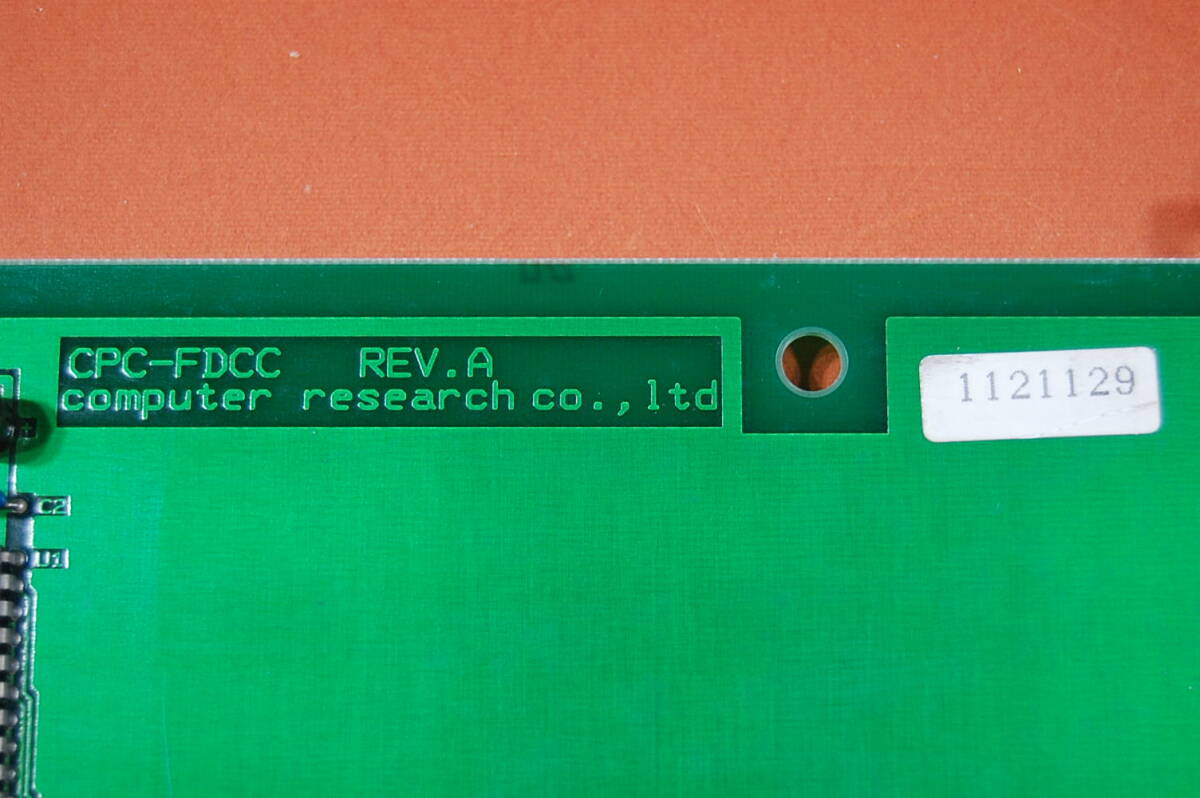 CPC-FDCC REV.A
computer research co.,ltd
1121129
C2
U1